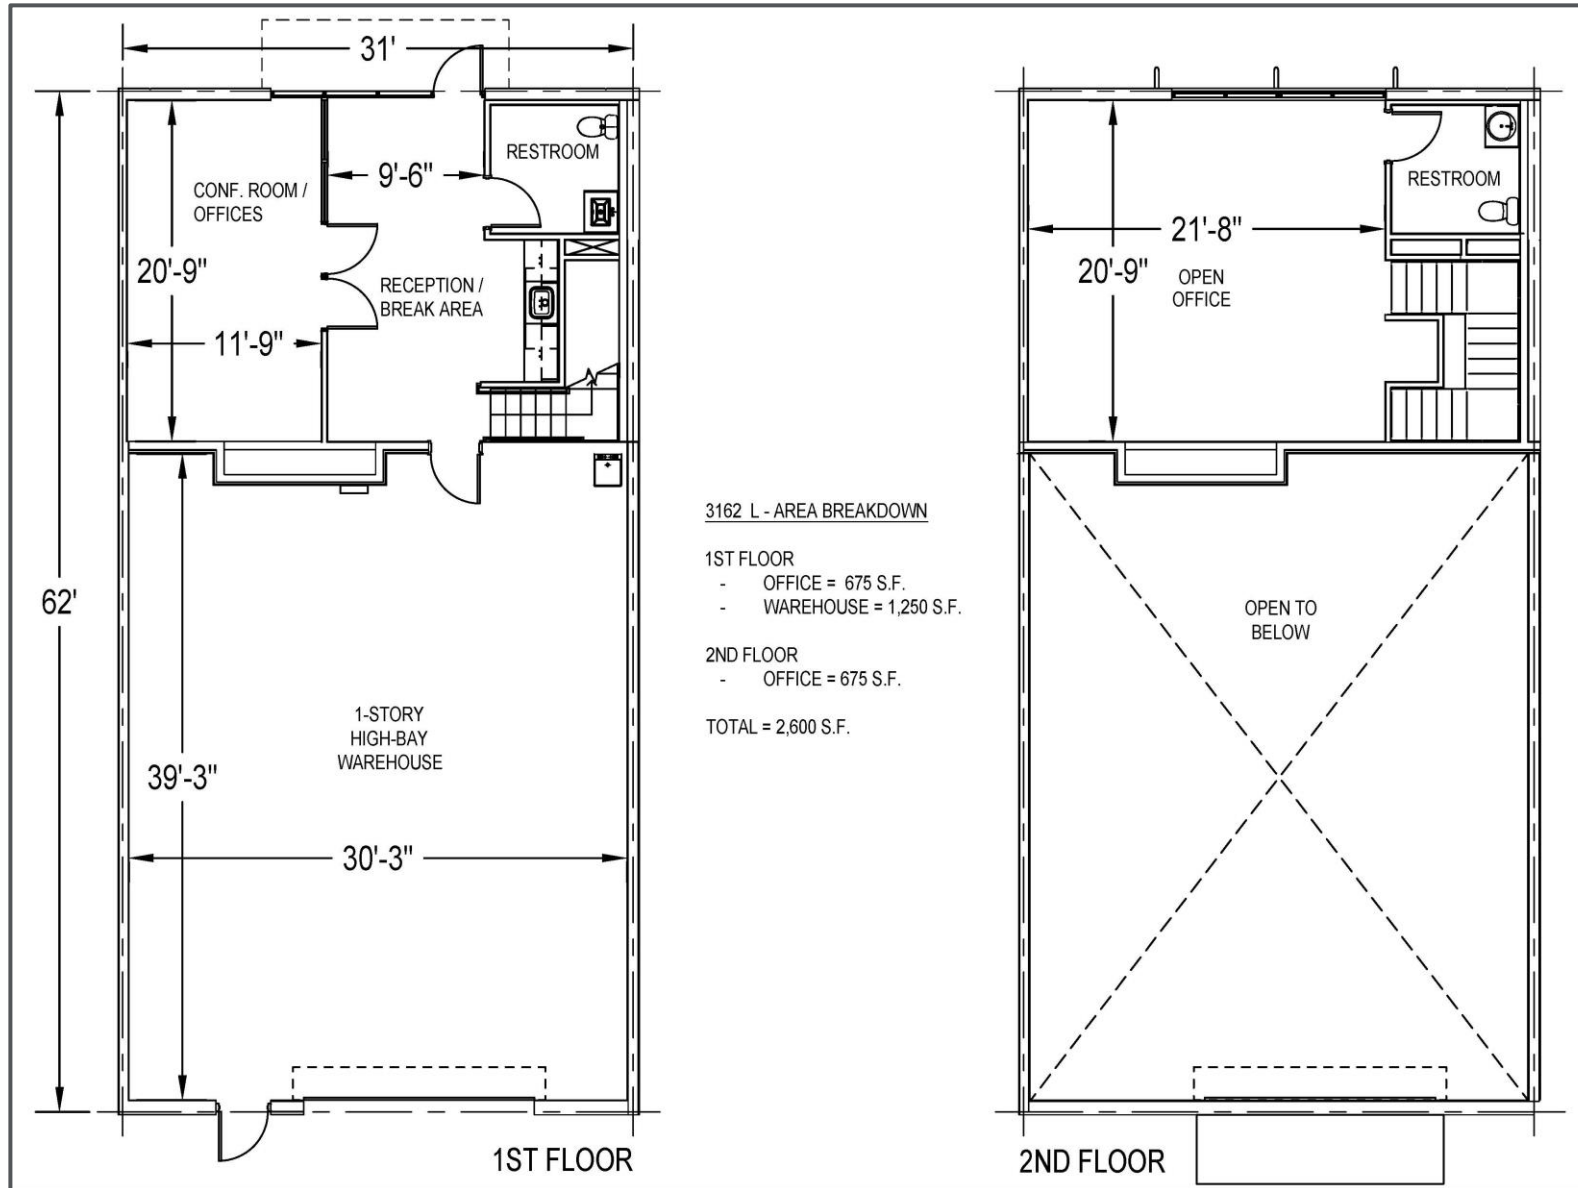 31'
RESTROOM
9'-6"
CONF. ROOM /
OFFICES
20'-9"
RECEPTION /
BREAK AREA
11'-9"
62'
1-STORY
HIGH-BAY
WAREHOUSE
39'-3"
30'-3"
1ST FLOOR
3162 L - AREA BREAKDOWN
1ST FLOOR
- OFFICE = 675 S.F.
- WAREHOUSE = 1,250 S.F.
2ND FLOOR
- OFFICE = 675 S.F.
TOTAL = 2,600 S.F.
RESTROOM
21'-8"
20'-9"
OPEN
OFFICE
OPEN TO
BELOW
2ND FLOOR